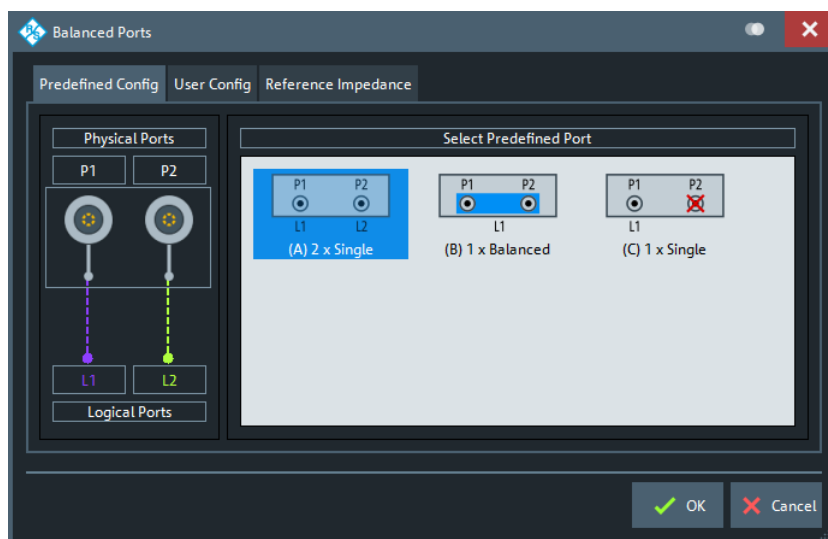 Balanced Ports
Predefined Config User Config Reference Impedance
Physical Ports
P1 P2
L1 L2
Logical Ports
Select Predefined Port
P1 P2
L1 L2
(A) 2 x Single
P1 P2
L1
(B) 1 x Balanced
P1 P2
L1
(C) 1 x Single
OK Cancel